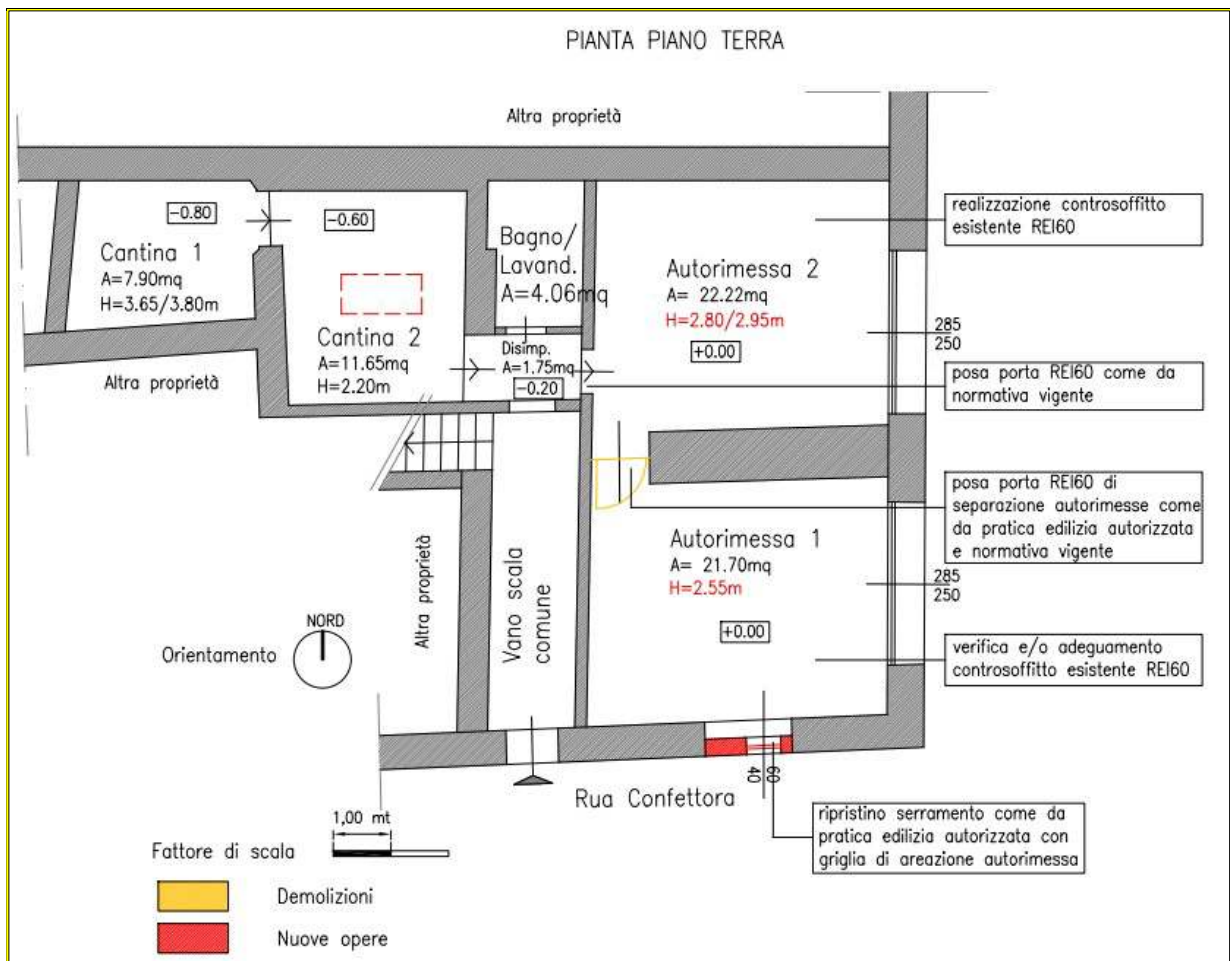 PIANTA PIANO TERRA
Altra proprietà
-0.80
-0.60
Cantina 1
A=7.90mq
H=3.65/3.80m
Bagno/
Lavand.
A=4.06mq
Autorimessa 2
A= 22.22mq
H=2.80/2.95m
+0.00
realizzazione controsoffitto
esistente REI60
285
250
Cantina 2
A=11.65mq
H=2.20m
Disimp.
A=1.75mq
-0.20
Altra proprietà
posa porta REI60 come da
normativa vigente
posa porta REI60 di
separazione autorimesse come
da pratica edilizia autorizzata
e normativa vigente
Autorimessa 1
A= 21.70mq
H=2.55m
+0.00
285
250
Altra proprietà
Vano scala
comune
NORD
Orientamento
verifica e/o adeguamento
controsoffitto esistente REI60
60
40
Rua Confettora
ripristino serramento come da
pratica edilizia autorizzata con
griglia di areazione autorimessa
1,00 mt
Fattore di scala
Demolizioni
Nuove opere